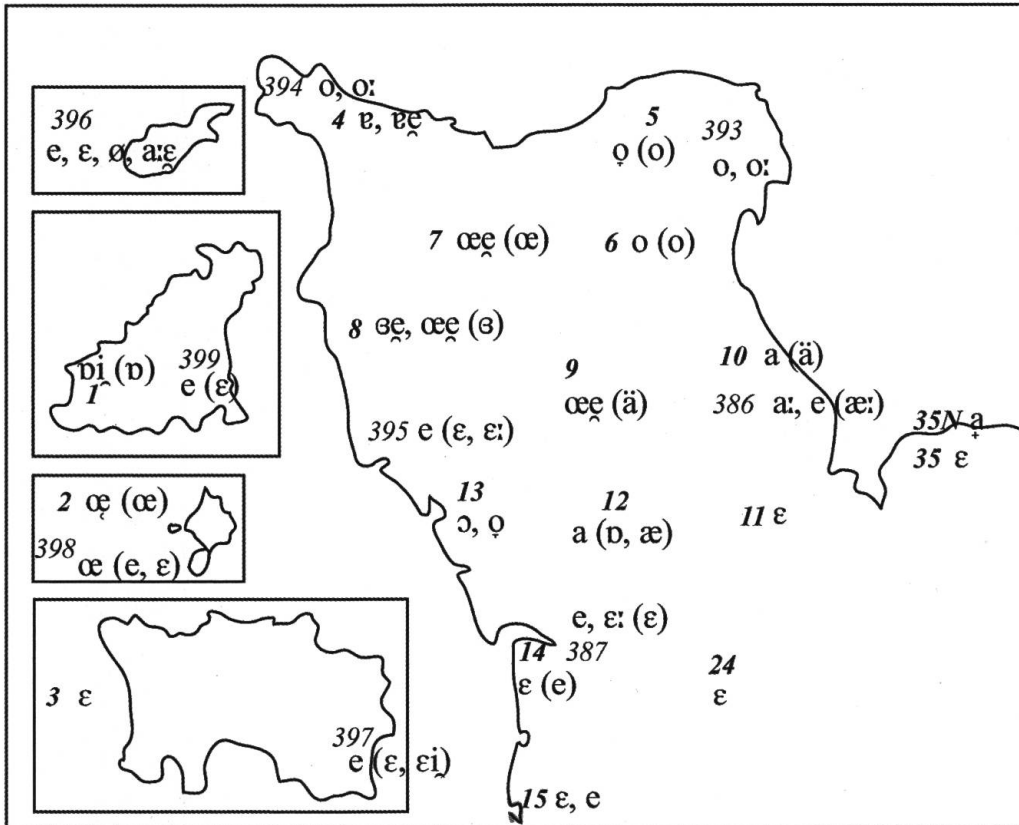 396
e, ɛ, ø, aːɛ̯
ɒi̯ (ɒ)
1
399
e (ɛ)
2 œ̨ (œ)
398 œ (e, ɛ)
3 ɛ
397
e (ɛ, ɛi̯)
394 o, oː
4 ɐ, ɐe̯
5
o̟ (o)
393
o, oː
7 œe̯ (œ)
6 o (o)
8 ɞe̯, œe̯ (ɞ)
9
œe̯ (ä)
10 a (ä)
386 aː, e (æː)
35N a̟
35 ɛ
395 e (ɛ, ɛː)
13
ɔ, o̟
12
a (ɒ, æ)
11 ɛ
e, ɛː (ɛ)
14 387
ɛ (e)
24
ɛ
15 ɛ, e